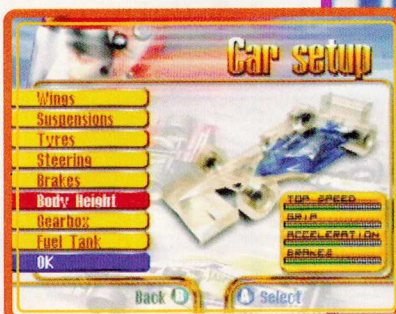 Car setup
Wings
Suspensions
Tyres
Steering
Brakes
Body Height
Gearbox
Fuel Tank
OK
TOP SPEED
GRIP
ACCELERATION
BRAKES
Back B
A Select